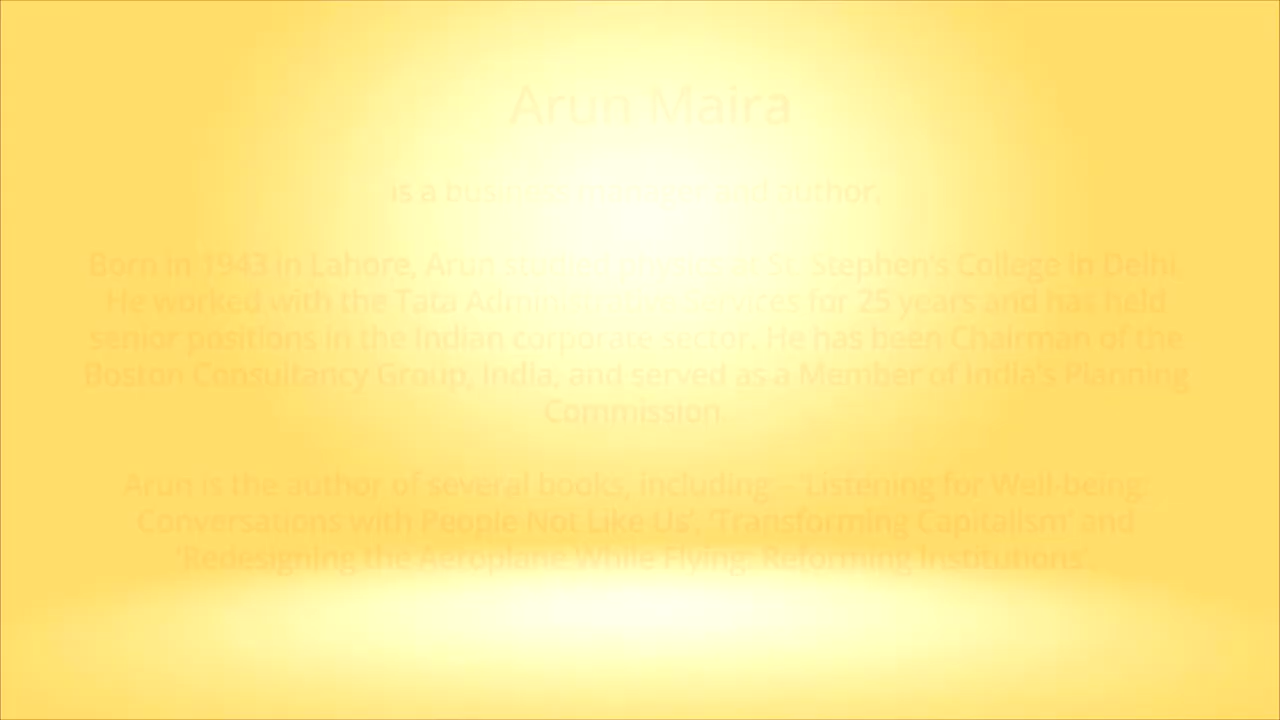 Arun Maira
is a business manager and author.
Born in 1943 in Lahore, Arun studied physics at St. Stephen's College in Delhi.
He worked with the Tata Administrative Services for 25 years and has held
senior positions in the Indian corporate sector. He has been Chairman of the
Boston Consultancy Group, India, and served as a Member of India's Planning
Commission
Arun is the author of several books, including 'Listening for Well-being:
Conversations with People Not Like Us', 'Transforming Capitalism' and
'Redesigning the Aeroplane While Flying: Reforming Institutions'